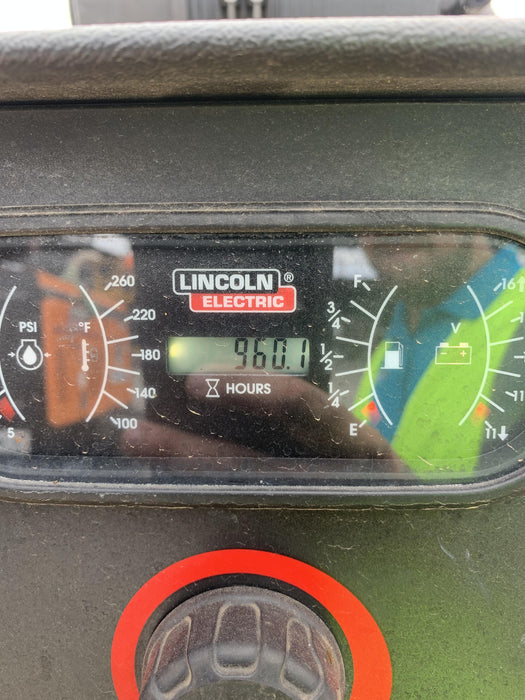 LINCOLN®
ELECTRIC
960.1
HOURS
PSI
5
°F
260
220
180
140
100
F
3/4
1/2
1/4
E
V
16
11